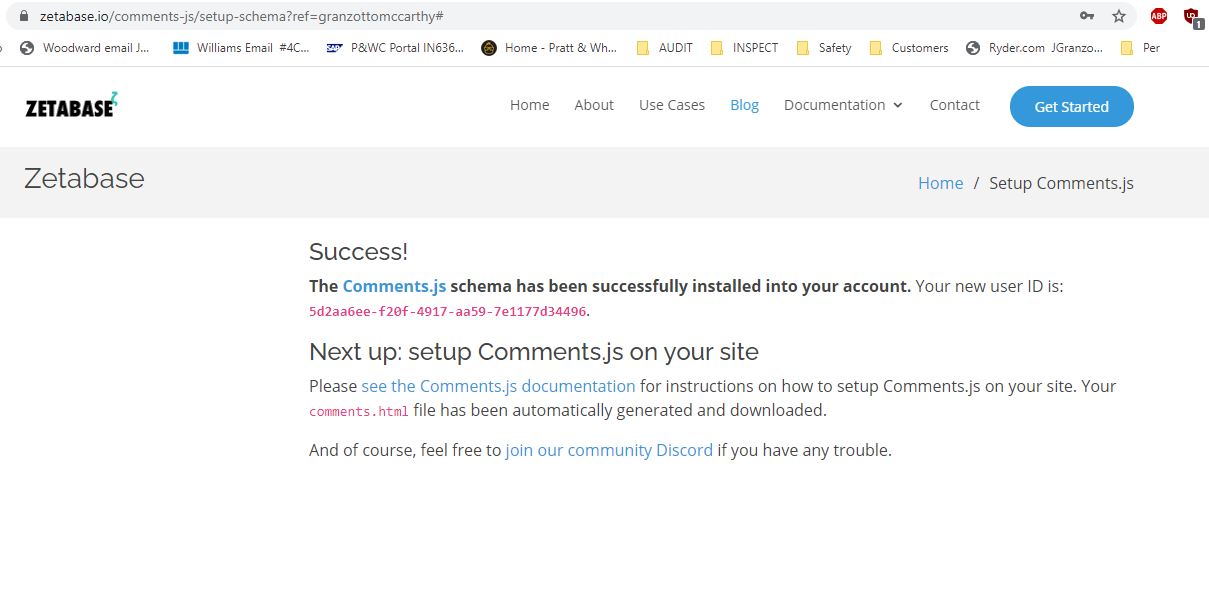 zetabase.io/comments-js/setup-schema?ref=granzottomccarthy#
ABP
1
Woodward email J... Williams Email #4C... SAP P&WC Portal IN636... Home - Pratt & Wh... AUDIT INSPECT Safety Customers Ryder.com JGranzo... Per
ZETABASE Home About Use Cases Blog Documentation Contact Get Started
Zetabase Home / Setup Comments.js
Success!
The Comments.js schema has been successfully installed into your account. Your new user ID is:
5d2aa6ee-f20f-4917-aa59-7e1177d34496.
Next up: setup Comments.js on your site
Please see the Comments.js documentation for instructions on how to setup Comments.js on your site. Your
comments.html file has been automatically generated and downloaded.
And of course, feel free to join our community Discord if you have any trouble.